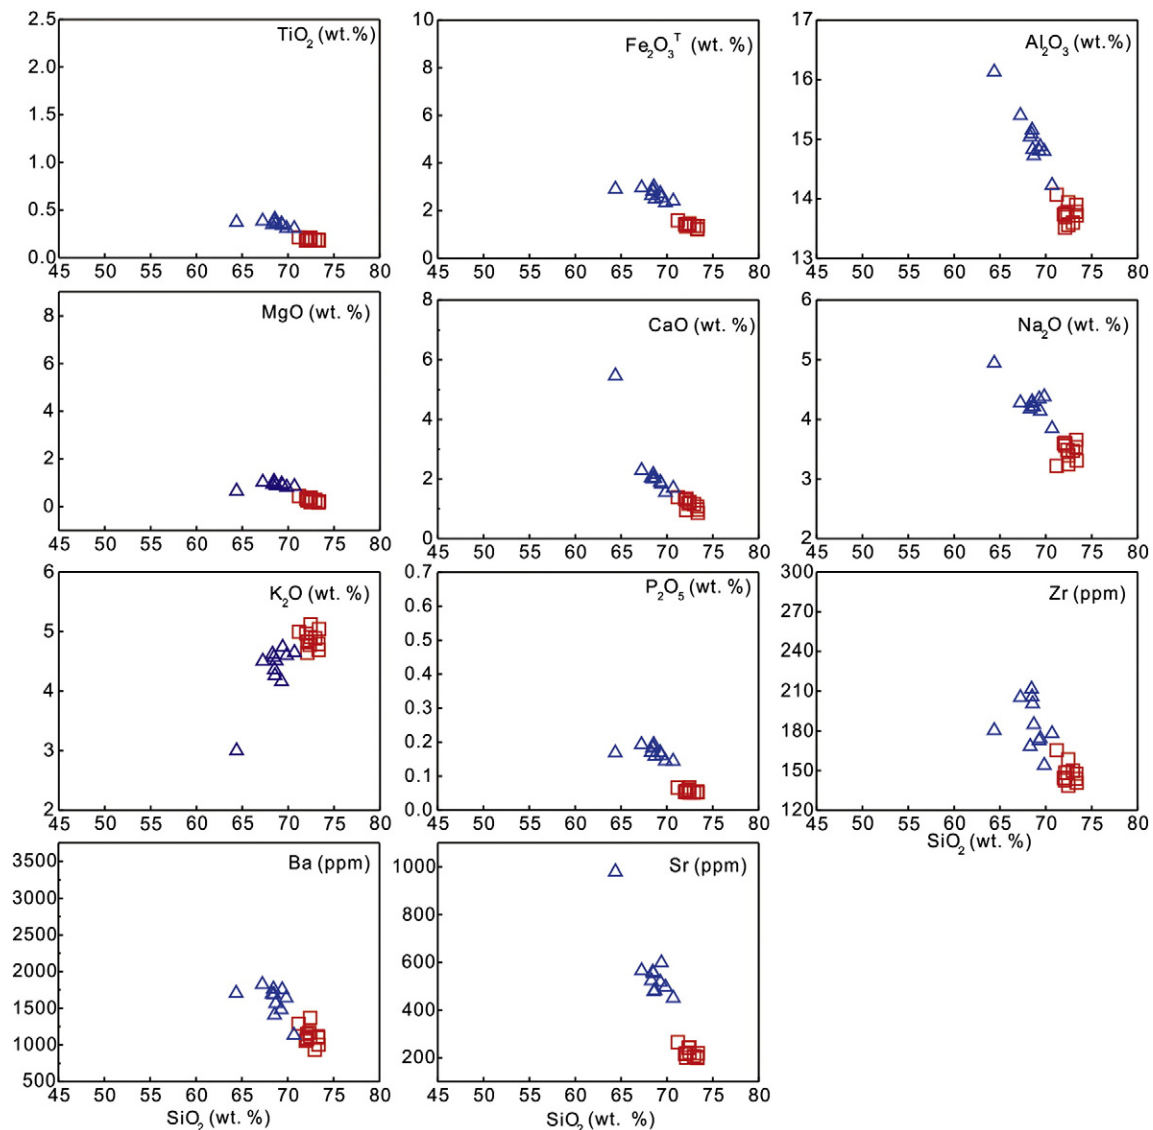 TiO2 (wt.%)
2.5
2.0
1.5
1.0
0.5
0.0
45 50 55 60 65 70 75 80
Fe2O3T (wt. %)
10
8
6
4
2
0
45 50 55 60 65 70 75 80
Al2O3 (wt.%)
17
16
15
14
13
45 50 55 60 65 70 75 80
MgO (wt. %)
8
6
4
2
0
45 50 55 60 65 70 75 80
CaO (wt. %)
8
6
4
2
0
45 50 55 60 65 70 75 80
Na2O (wt. %)
6
5
4
3
2
45 50 55 60 65 70 75 80
K2O (wt. %)
6
5
4
3
2
45 50 55 60 65 70 75 80
P2O5 (wt. %)
0.7
0.6
0.5
0.4
0.3
0.2
0.1
0.0
45 50 55 60 65 70 75 80
Zr (ppm)
300
270
240
210
180
150
120
45 50 55 60 65 70 75 80
SiO2 (wt. %)
Ba (ppm)
3500
3000
2500
2000
1500
1000
500
45 50 55 60 65 70 75 80
SiO2 (wt. %)
Sr (ppm)
1000
800
600
400
200
45 50 55 60 65 70 75 80
SiO2 (wt. %)